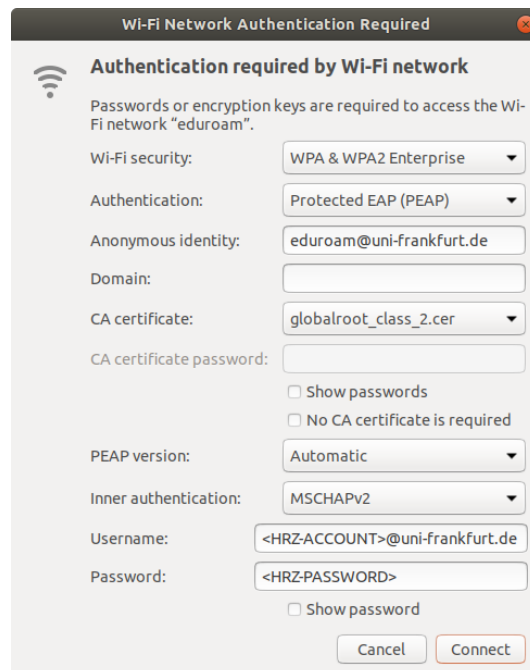 Wi-Fi Network Authentication Required
Authentication required by Wi-Fi network
Passwords or encryption keys are required to access the Wi-
Fi network “eduroam”.
Wi-Fi security: WPA & WPA2 Enterprise
Authentication: Protected EAP (PEAP)
Anonymous identity: eduroam@uni-frankfurt.de
Domain:
CA certificate: globalroot_class_2.cer
CA certificate password:
Show passwords
No CA certificate is required
PEAP version: Automatic
Inner authentication: MSCHAPv2
Username: <HRZ-ACCOUNT>@uni-frankfurt.de
Password: <HRZ-PASSWORD>
Show password
Cancel Connect